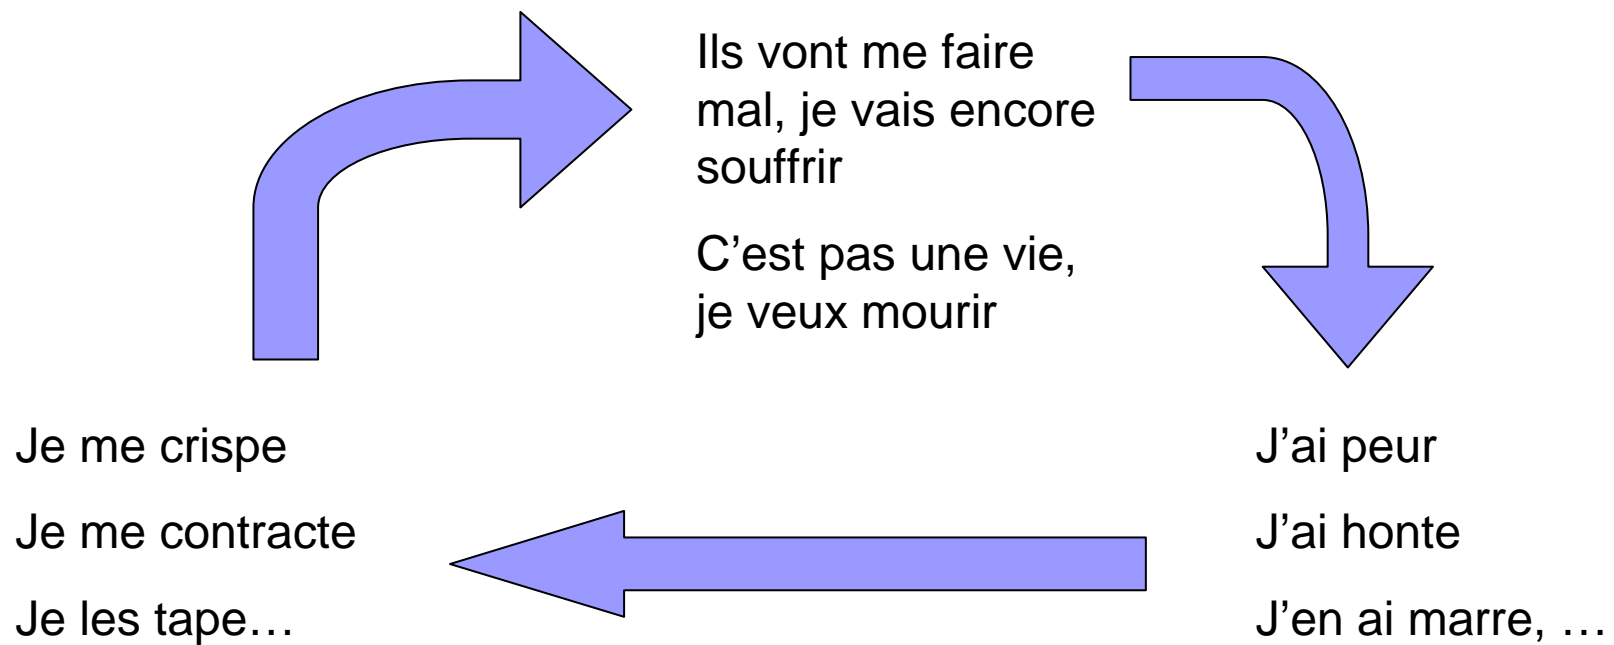 Ils vont me faire
mal, je vais encore
souffrir
C’est pas une vie,
je veux mourir
J’ai peur
J’ai honte
J’en ai marre, …
Je me crispe
Je me contracte
Je les tape…